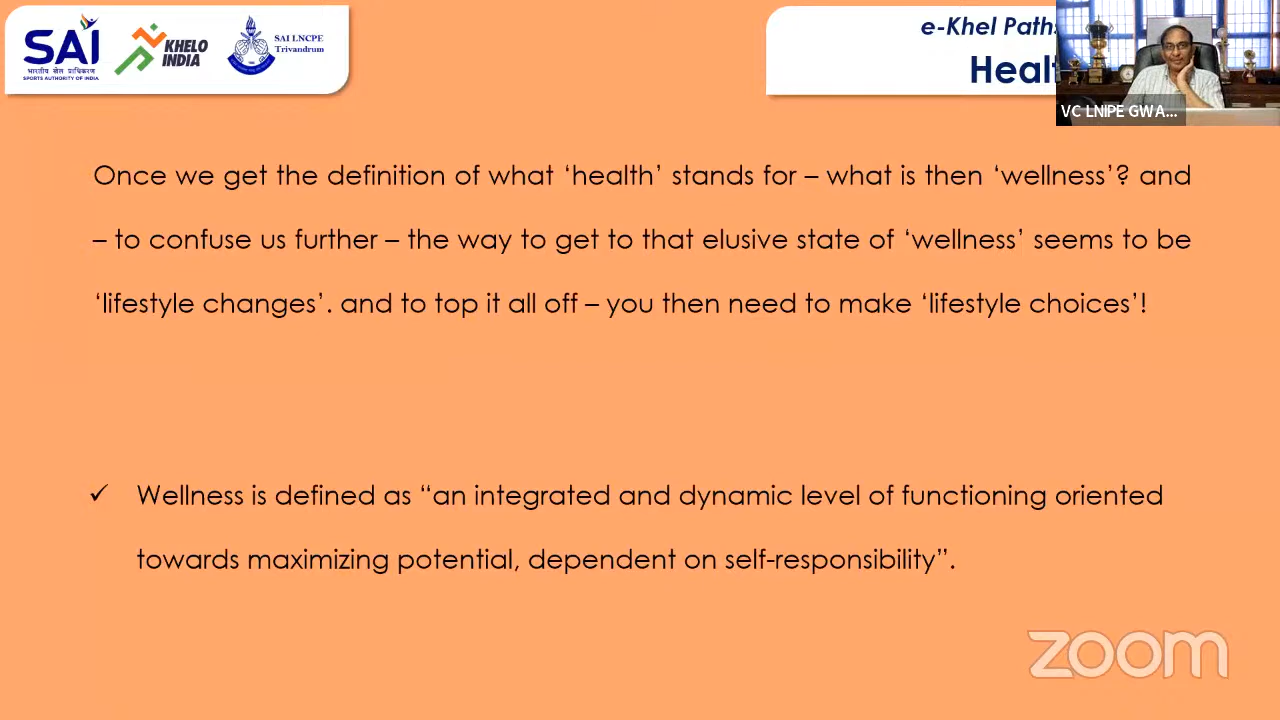 SAI
भारतीय खेल प्राधिकरण
SPORTS AUTHORITY OF INDIA
KHELO
INDIA
SAI LNCPE
Trivandrum
e-Khel Paths
Healt
VC LNIPE GWA...
Once we get the definition of what ‘health’ stands for – what is then ‘wellness’? and
– to confuse us further – the way to get to that elusive state of ‘wellness’ seems to be
‘lifestyle changes’. and to top it all off – you then need to make ‘lifestyle choices’!
✓ Wellness is defined as “an integrated and dynamic level of functioning oriented
towards maximizing potential, dependent on self-responsibility”.
zoom